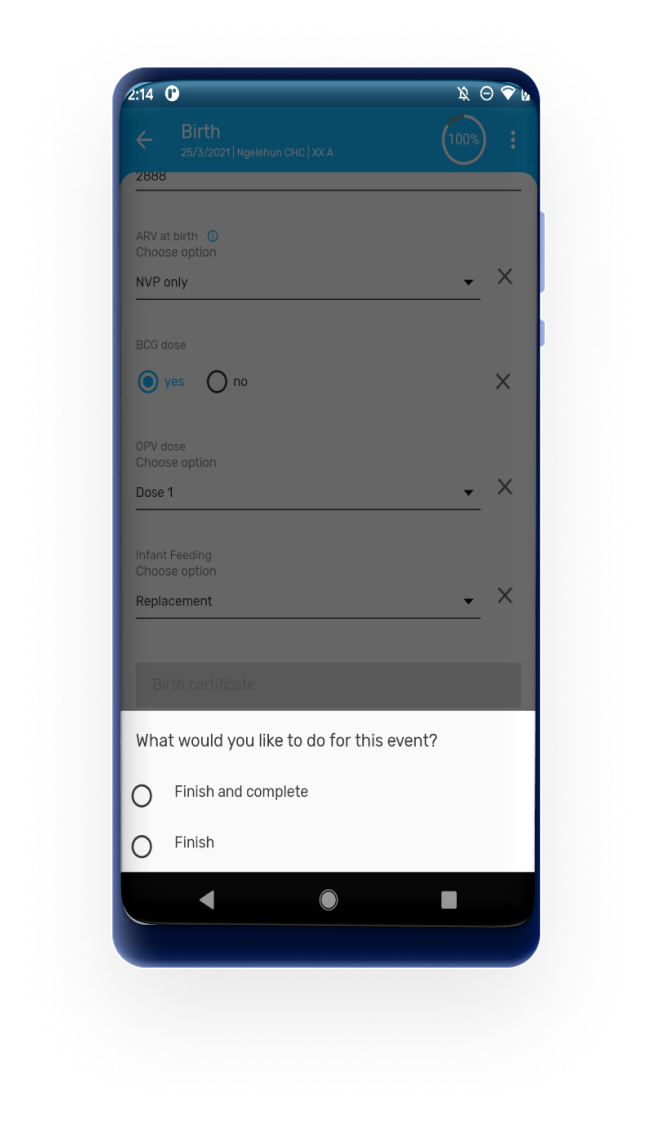 2:14
Birth
100%
25/3/2021 | Ngelehun CHC | XX A
2888
ARV at birth
Choose option
NVP only
BCG dose
yes no
OPV dose
Choose option
Dose 1
Infant Feeding
Choose option
Replacement
Birth certificate
What would you like to do for this event?
Finish and complete
Finish